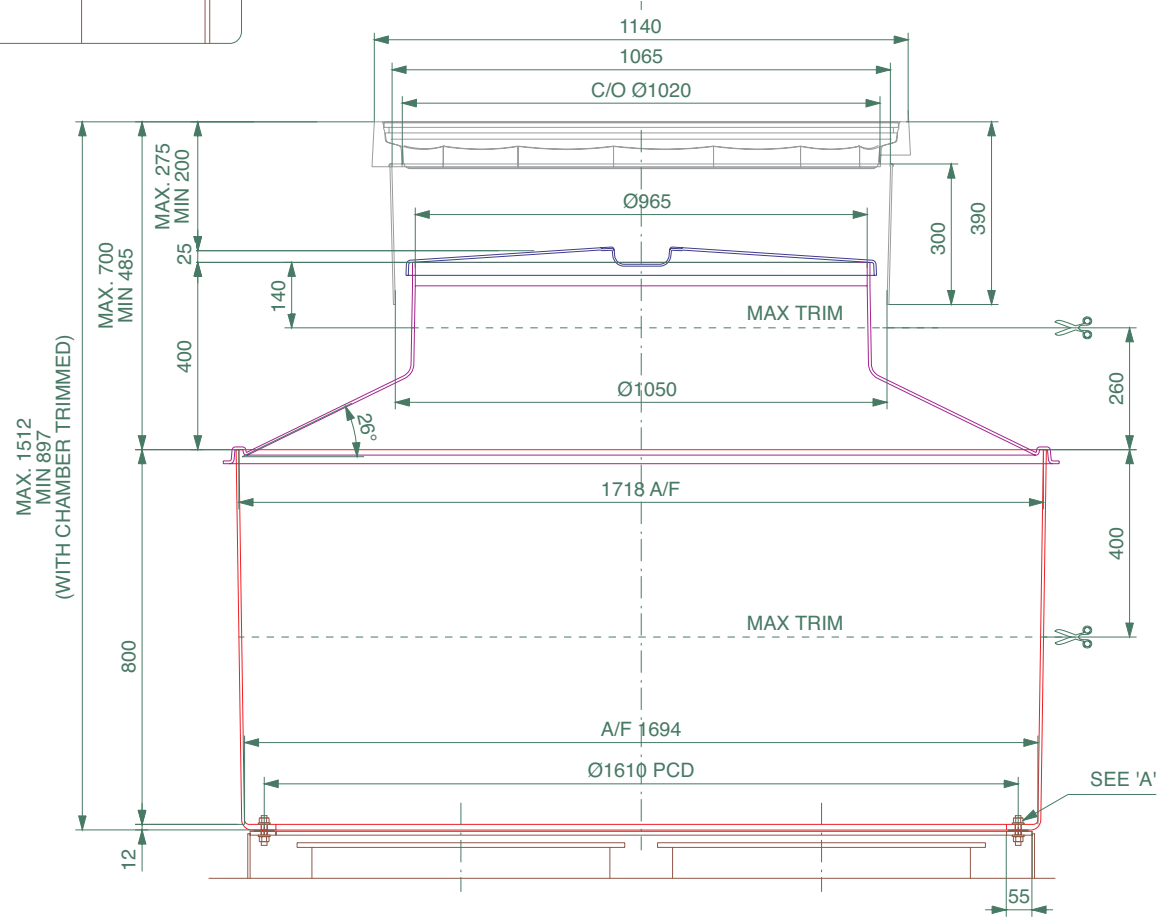 1140
1065
C/O Ø1020
MAX. 275
MIN 200
Ø965
390
300
25
MAX. 700
MIN 485
140
MAX TRIM
400
260
Ø1050
26°
MAX. 1512
MIN 897
(WITH CHAMBER TRIMMED)
1718 A/F
400
MAX TRIM
800
A/F 1694
Ø1610 PCD
SEE 'A'
12
55